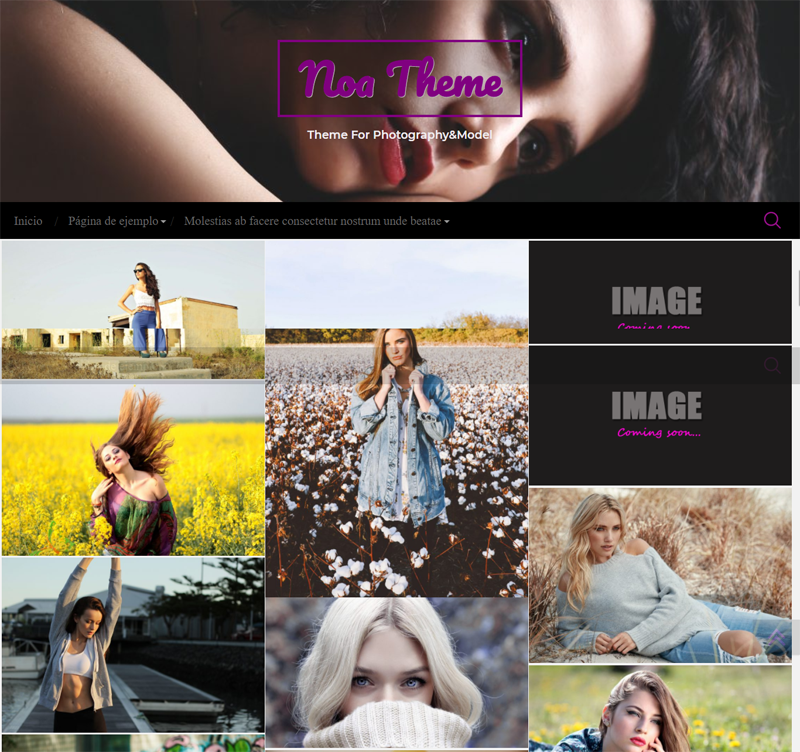 Noa Theme
Theme For Photography&Model
Inicio / Página de ejemplo / Molestias ab facere consectetur nostrum unde beatae
IMAGE
Coming soon...
IMAGE
Coming soon...